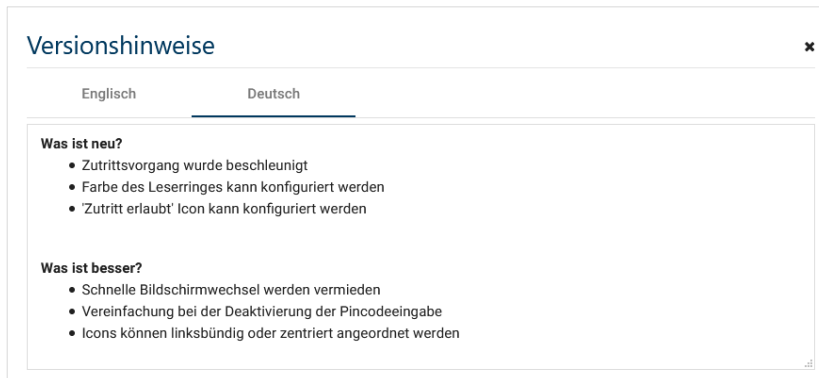 Versionshinweise
Englisch
Deutsch
Was ist neu?
Zutrittsvorgang wurde beschleunigt
Farbe des Leserringes kann konfiguriert werden
'Zutritt erlaubt' Icon kann konfiguriert werden
Was ist besser?
Schnelle Bildschirmwechsel werden vermieden
Vereinfachung bei der Deaktivierung der Pincodeeingabe
Icons können linksbündig oder zentriert angeordnet werden